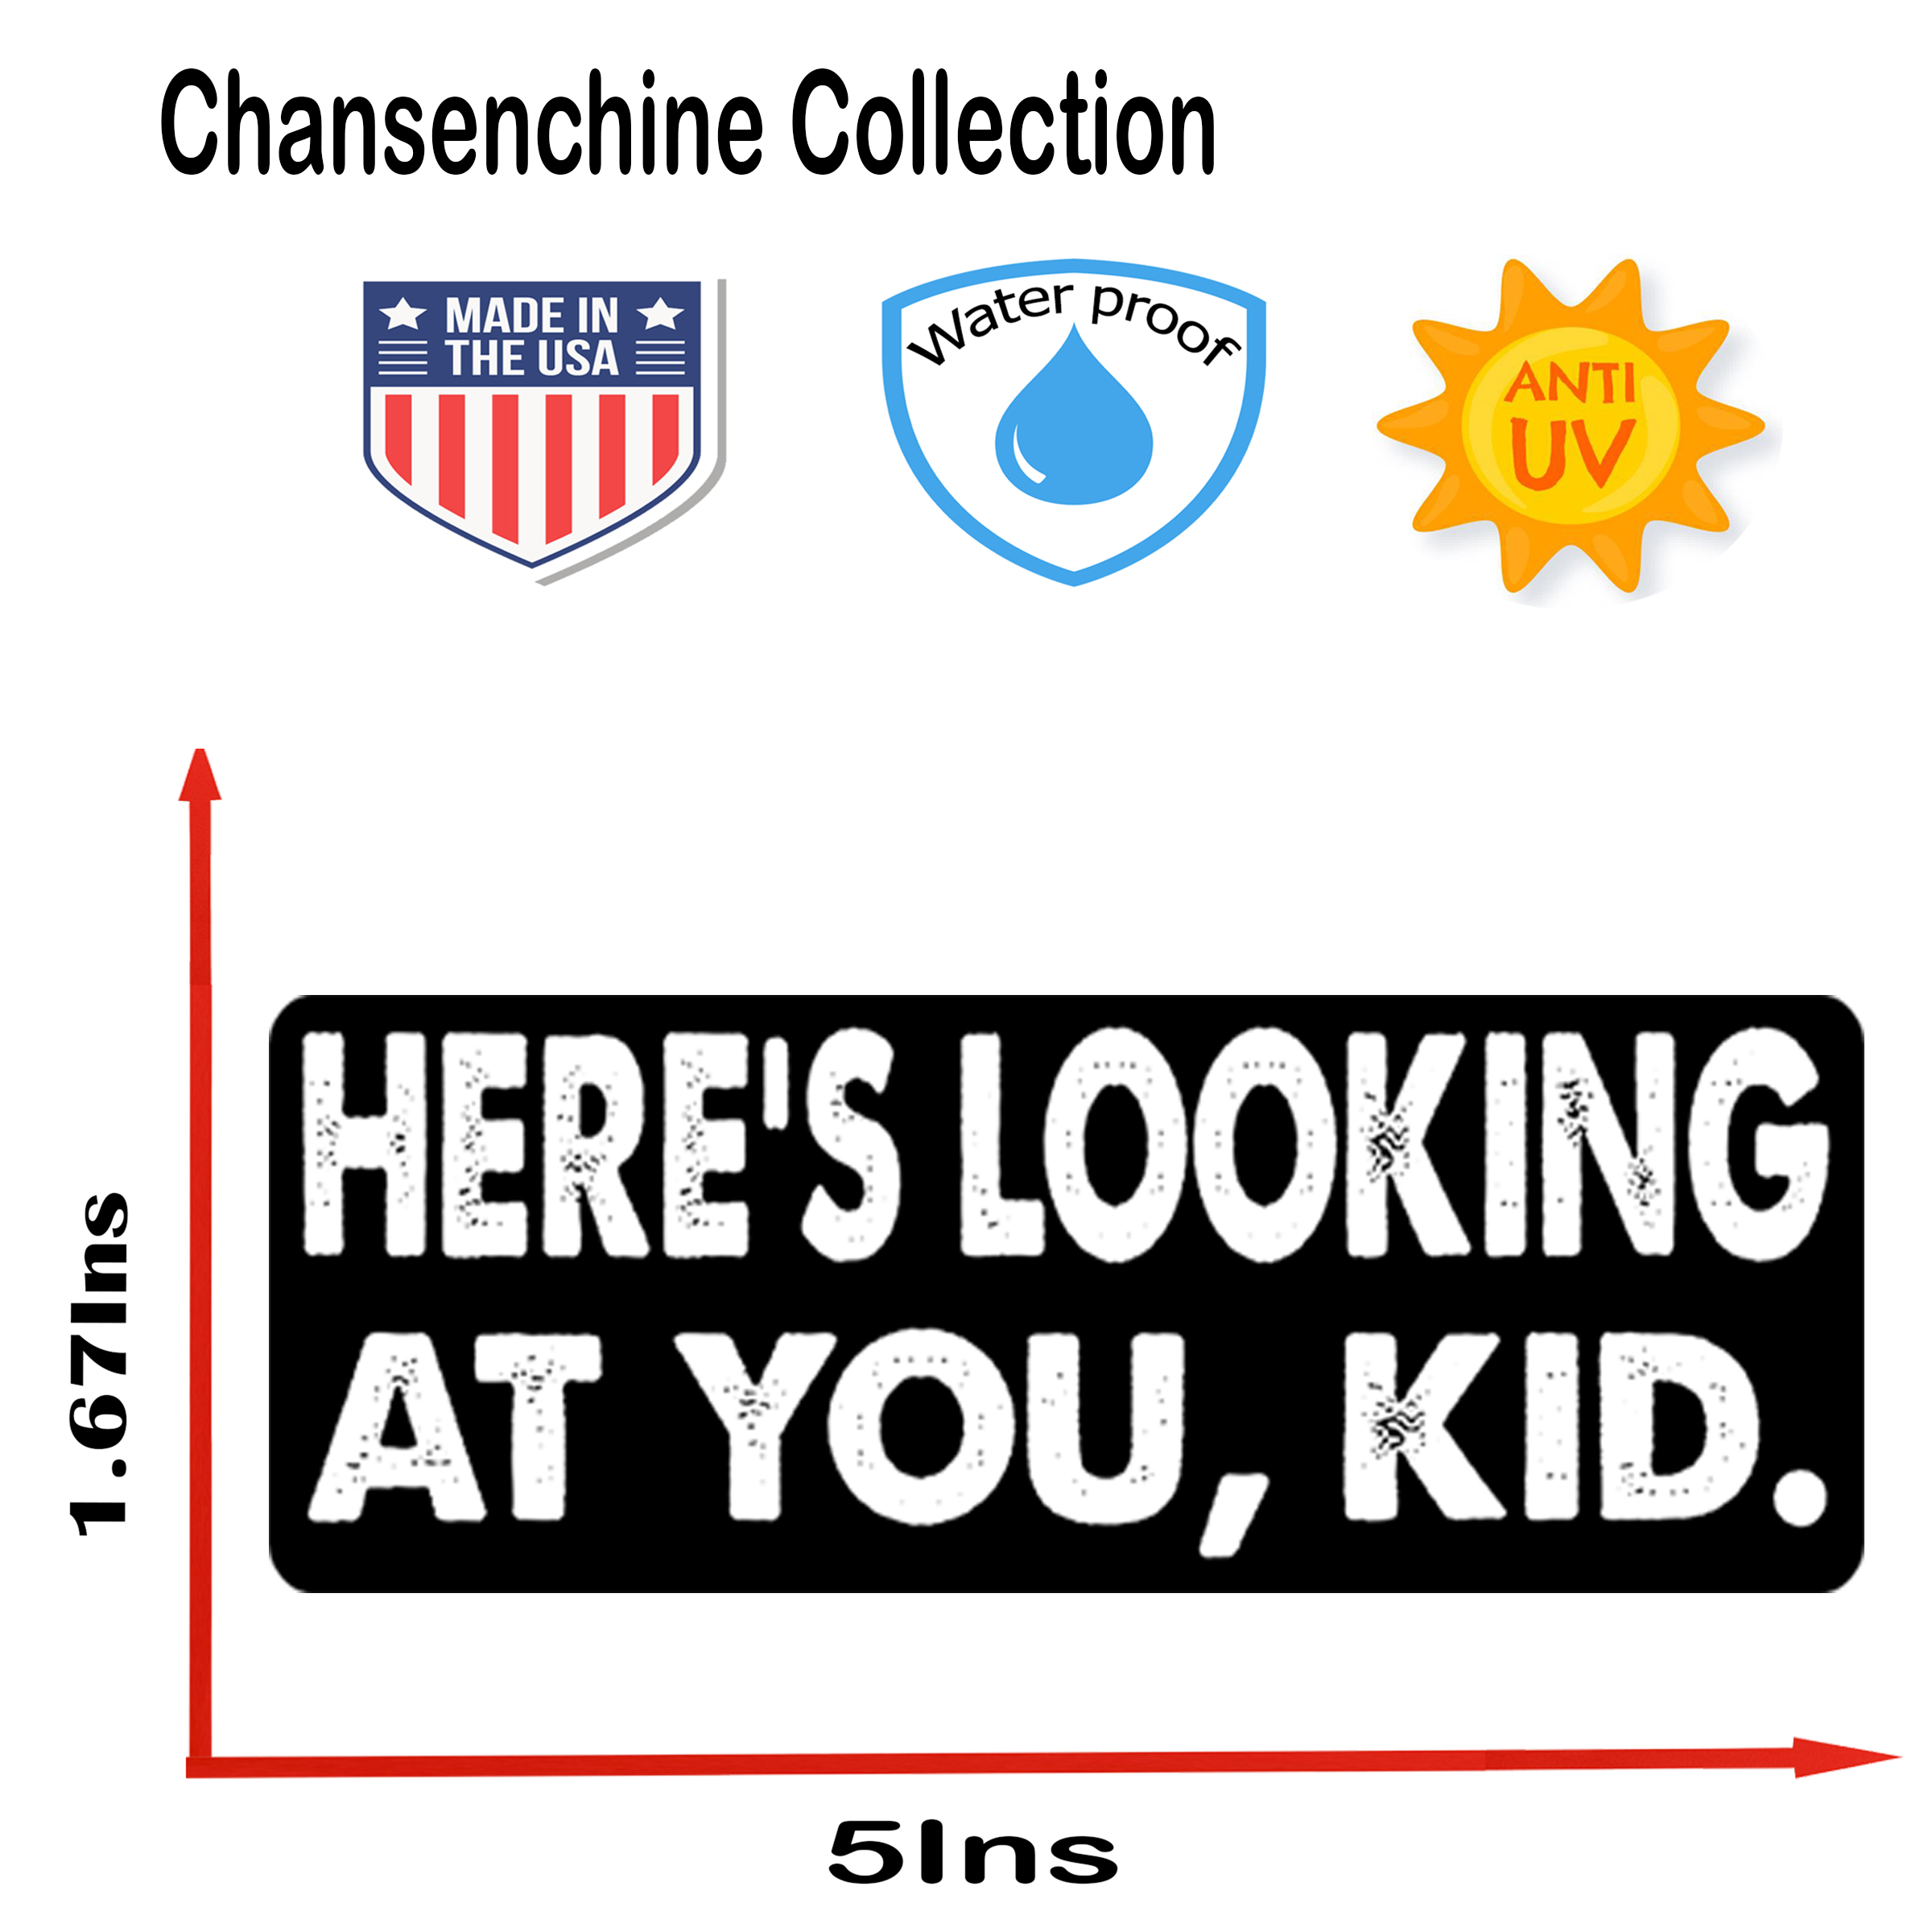 Chansenchine Collection
MADE IN
THE USA
Water proof
ANTI
UV
1.67Ins
HERE'S LOOKING
AT YOU, KID.
5Ins